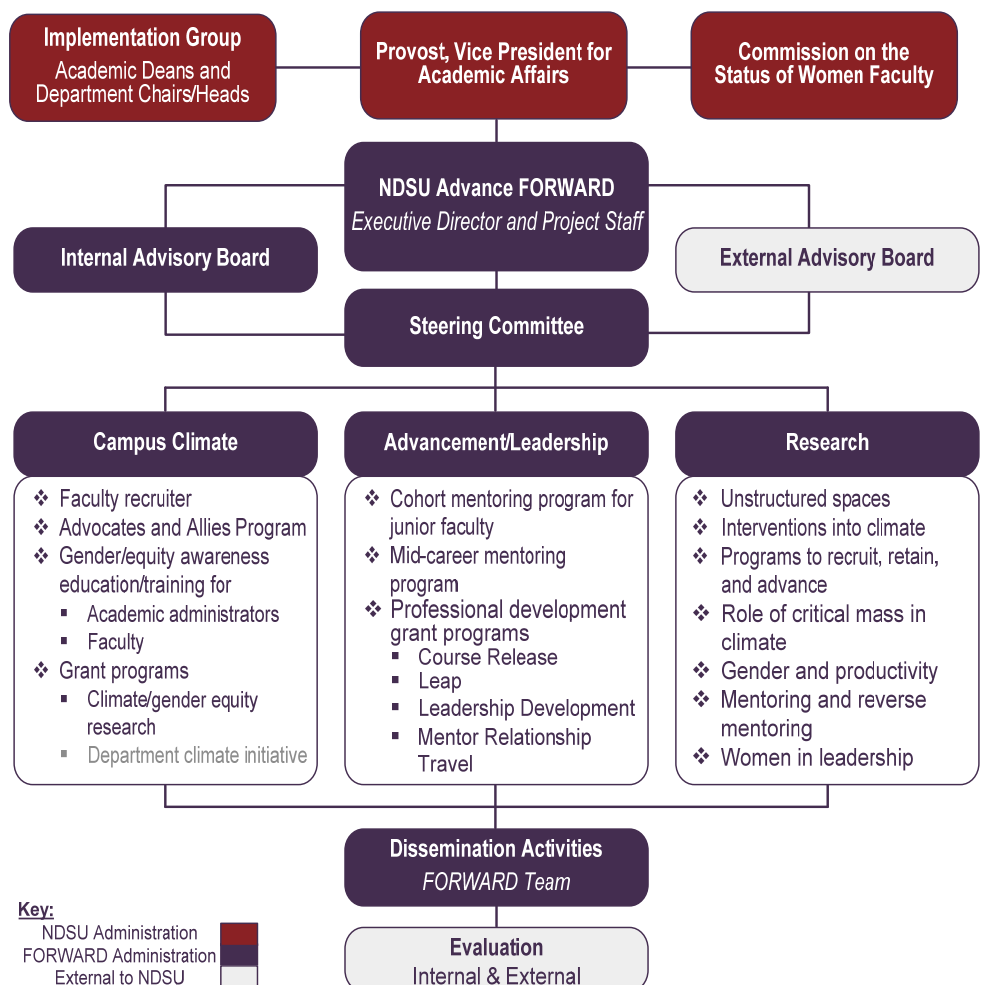 Implementation Group
Academic Deans and
Department Chairs/Heads
Provost, Vice President for
Academic Affairs
Commission on the
Status of Women Faculty
NDSU Advance FORWARD
Executive Director and Project Staff
Internal Advisory Board
External Advisory Board
Steering Committee
Campus Climate
❖ Faculty recruiter
❖ Advocates and Allies Program
❖ Gender/equity awareness
education/training for
▪ Academic administrators
▪ Faculty
❖ Grant programs
▪ Climate/gender equity
research
▪ Department climate initiative
Advancement/Leadership
❖ Cohort mentoring program for
junior faculty
❖ Mid-career mentoring
program
❖ Professional development
grant programs
▪ Course Release
▪ Leap
▪ Leadership Development
▪ Mentor Relationship
Travel
Research
❖ Unstructured spaces
❖ Interventions into climate
❖ Programs to recruit, retain,
and advance
❖ Role of critical mass in
climate
❖ Gender and productivity
❖ Mentoring and reverse
mentoring
❖ Women in leadership
Dissemination Activities
FORWARD Team
Evaluation
Internal & External
Key:
NDSU Administration
FORWARD Administration
External to NDSU